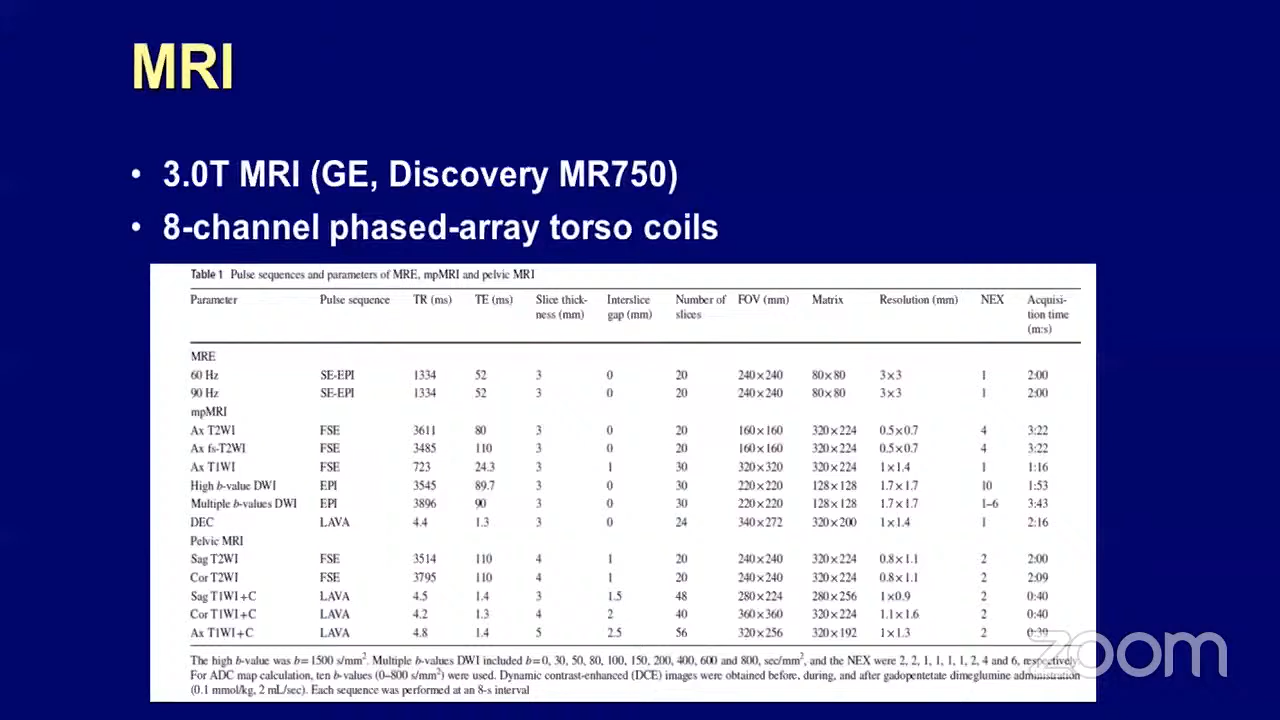 MRI
• 3.0T MRI (GE, Discovery MR750)
• 8-channel phased-array torso coils
Table 1 Pulse sequences and parameters of MRE, mpMRI and pelvic MRI
Parameter Pulse sequence TR (ms) TE (ms) Slice thick- Interslice Number of FOV (mm) Matrix Resolution (mm) NEX Acquisi-
ness (mm) gap (mm) slices tion time
(m:s)
MRE
60 Hz SE-EPI 1334 52 3 0 20 240×240 80×80 3×3 1 2:00
90 Hz SE-EPI 1334 52 3 0 20 240×240 80×80 3×3 1 2:00
mpMRI
Ax T2WI FSE 3611 80 3 0 20 160×160 320×224 0.5×0.7 4 3:22
Ax fs-T2WI FSE 3485 110 3 0 20 160×160 320×224 0.5×0.7 4 3:22
Ax T1WI FSE 723 24.3 3 1 30 320×320 320×224 1×1.4 1 1:16
High b-value DWI EPI 3545 89.7 3 0 30 220×220 128×128 1.7×1.7 10 1:53
Multiple b-values DWI EPI 3896 90 3 0 30 220×220 128×128 1.7×1.7 1–6 3:43
DEC LAVA 4.4 1.3 3 0 24 340×272 320×200 1×1.4 1 2:16
Pelvic MRI
Sag T2WI FSE 3514 110 4 1 20 240×240 320×224 0.8×1.1 2 2:00
Cor T2WI FSE 3795 110 4 1 20 240×240 320×224 0.8×1.1 2 2:09
Sag T1WI+C LAVA 4.5 1.4 3 1.5 48 280×224 280×256 1×0.9 2 0:40
Cor T1WI+C LAVA 4.2 1.3 4 2 40 360×360 320×224 1.1×1.6 2 0:40
Ax T1WI+C LAVA 4.8 1.4 5 2.5 56 320×256 320×192 1×1.3 2 0:39
The high b-value was b=1500 s/mm². Multiple b-values DWI included b=0, 30, 50, 80, 100, 150, 200, 400, 600 and 800, sec/mm², and the NEX were 2, 2, 1, 1, 1, 1, 2, 4 and 6, respectively.
For ADC map calculation, ten b-values (0–800 s/mm²) were used. Dynamic contrast-enhanced (DCE) images were obtained before, during, and after gadopentetate dimeglumine administration
(0.1 mmol/kg, 2 mL/sec). Each sequence was performed at an 8-s interval
zoom